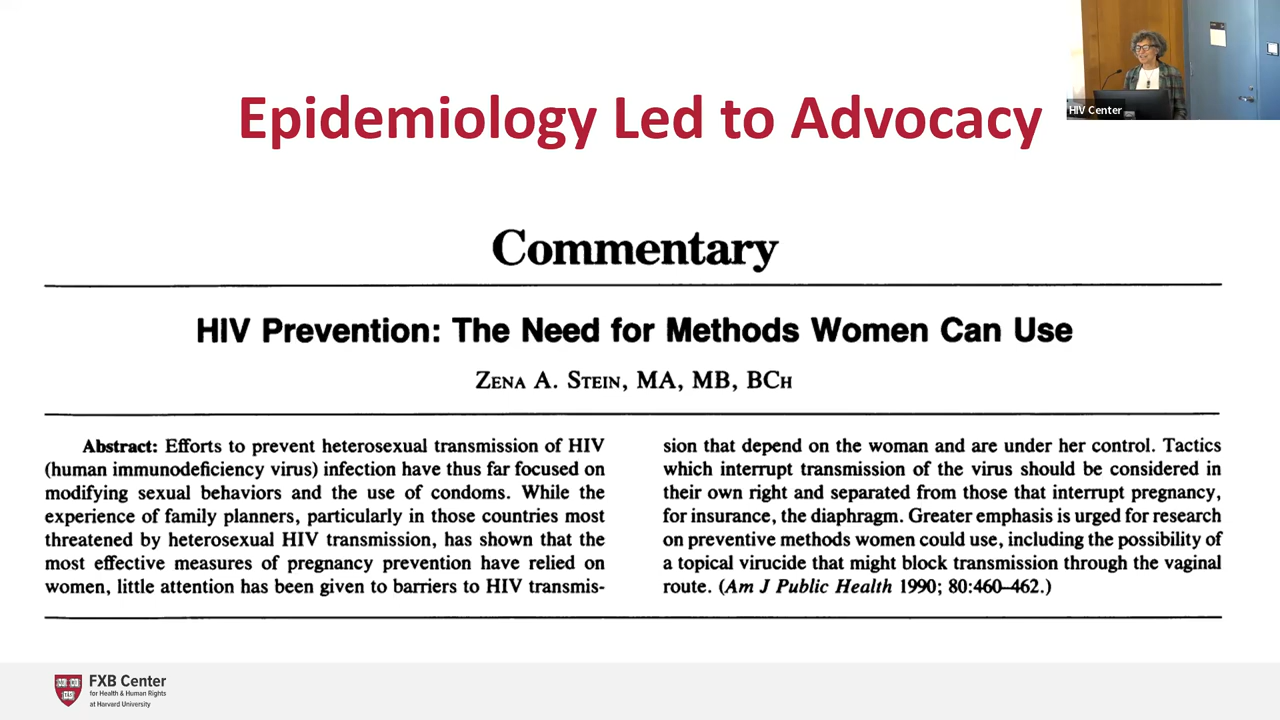 Epidemiology Led to Advocacy
HIV Center
Commentary
HIV Prevention: The Need for Methods Women Can Use
ZENA A. STEIN, MA, MB, BCH
Abstract: Efforts to prevent heterosexual transmission of HIV
(human immunodeficiency virus) infection have thus far focused on
modifying sexual behaviors and the use of condoms. While the
experience of family planners, particularly in those countries most
threatened by heterosexual HIV transmission, has shown that the
most effective measures of pregnancy prevention have relied on
women, little attention has been given to barriers to HIV transmis-
sion that depend on the woman and are under her control. Tactics
which interrupt transmission of the virus should be considered in
their own right and separated from those that interrupt pregnancy,
for insurance, the diaphragm. Greater emphasis is urged for research
on preventive methods women could use, including the possibility of
a topical virucide that might block transmission through the vaginal
route. (Am J Public Health 1990; 80:460–462.)
FXB Center
for Health & Human Rights
at Harvard University